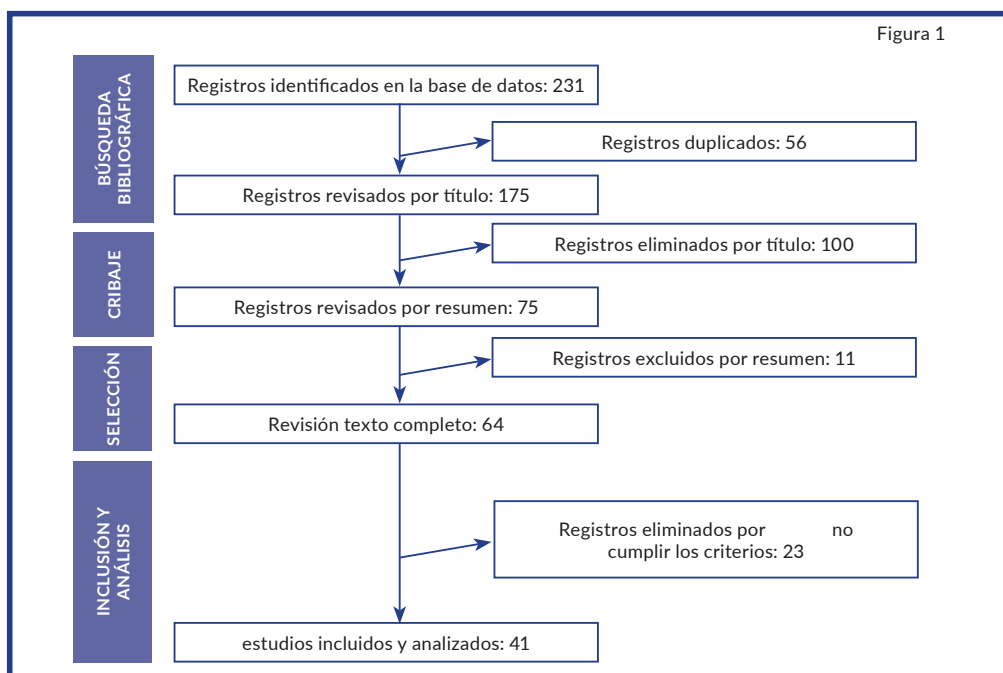 Figura 1
BÚSQUEDA
BIBLIOGRÁFICA
Registros identificados en la base de datos: 231
Registros duplicados: 56
Registros revisados por título: 175
CRIBAJE
Registros eliminados por título: 100
Registros revisados por resumen: 75
SELECCIÓN
Registros excluidos por resumen: 11
Revisión texto completo: 64
INCLUSIÓN Y
ANÁLISIS
Registros eliminados por no
cumplir los criterios: 23
estudios incluidos y analizados: 41